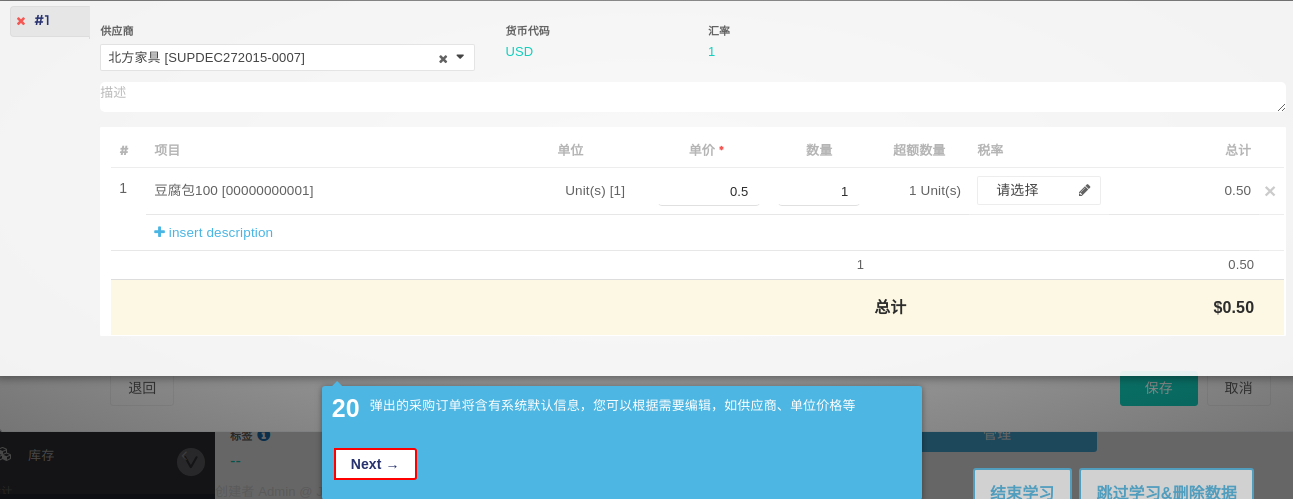 #1
供应商 货币代码 汇率
北方家具 [SUPDEC272015-0007] USD 1
描述
# 项目 单位 单价 * 数量 超额数量 税率 总计
1 豆腐包100 [00000000001] Unit(s) [1] 0.5 1 1 Unit(s) 请选择 0.50
insert description
1 0.50
总计 $0.50
退回 保存 取消
20 弹出的采购订单将含有系统默认信息，您可以根据需要编辑，如供应商、单位价格等
标签 管理
库存 --
Next →
创建者 Admin @
结束学习 跳过学习&删除数据